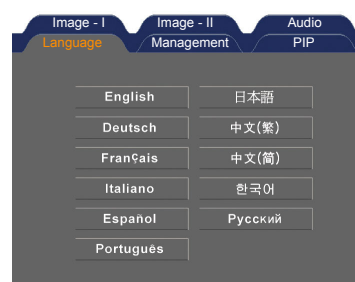 Image - I Image - II Audio
Language Management PIP
English 日本語
Deutsch 中文(繁)
Français 中文(简)
Italiano 한국어
Español Русский
Português